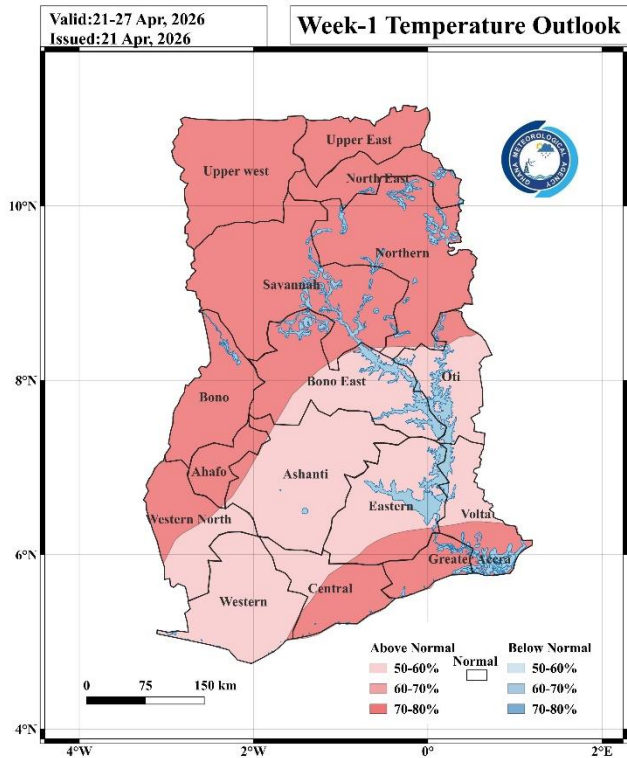 Valid:21-27 Apr, 2026
Issued:21 Apr, 2026
Week-1 Temperature Outlook
GHANA METEOROLOGICAL AGENCY
Upper East
Upper west
North East
10°N
Northern
Savannah
8°N
Bono East
Oti
Bono
Ahafo
Ashanti
Eastern
Western North
Volta
6°N
Greater Accra
Central
Western
Above Normal
Normal
Below Normal
50-60%
50-60%
60-70%
60-70%
70-80%
70-80%
0 75 150 km
4°N
4°W 2°W 0° 2°E